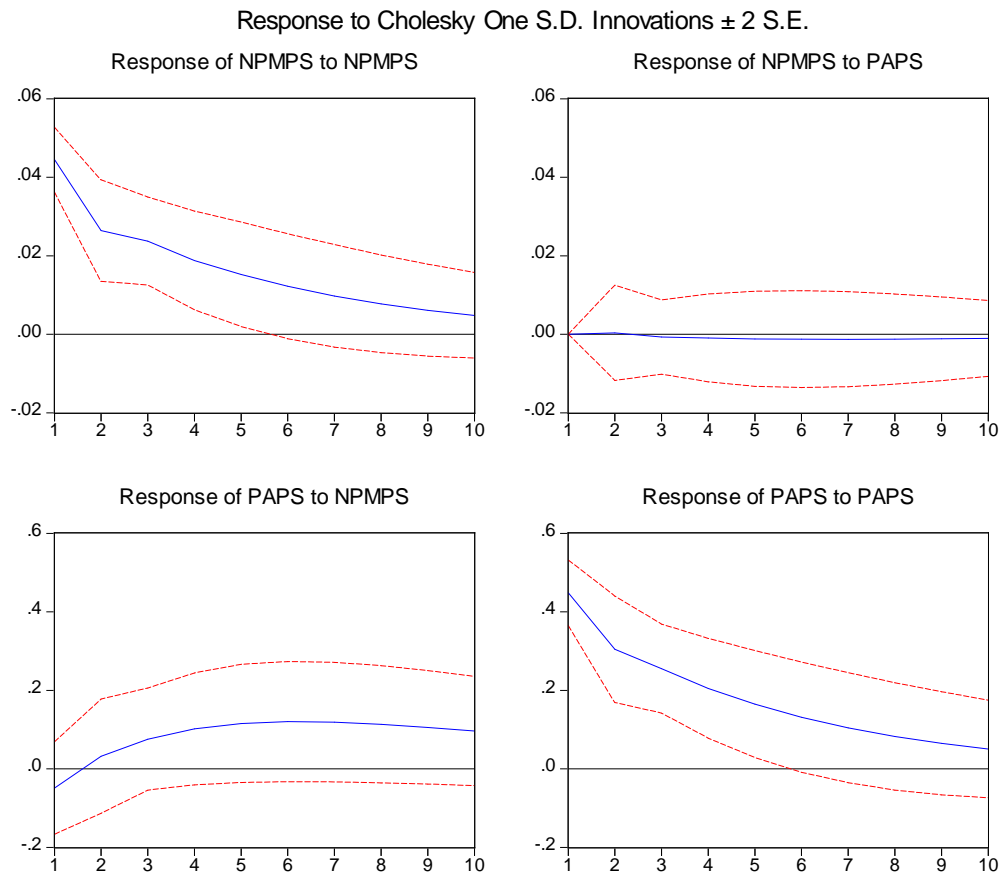 Response to Cholesky One S.D. Innovations ± 2 S.E.
Response of NPMPS to NPMPS
.06
.04
.02
.00
-.02
1 2 3 4 5 6 7 8 9 10
Response of NPMPS to PAPS
.06
.04
.02
.00
-.02
1 2 3 4 5 6 7 8 9 10
Response of PAPS to NPMPS
.6
.4
.2
.0
-.2
1 2 3 4 5 6 7 8 9 10
Response of PAPS to PAPS
.6
.4
.2
.0
-.2
1 2 3 4 5 6 7 8 9 10